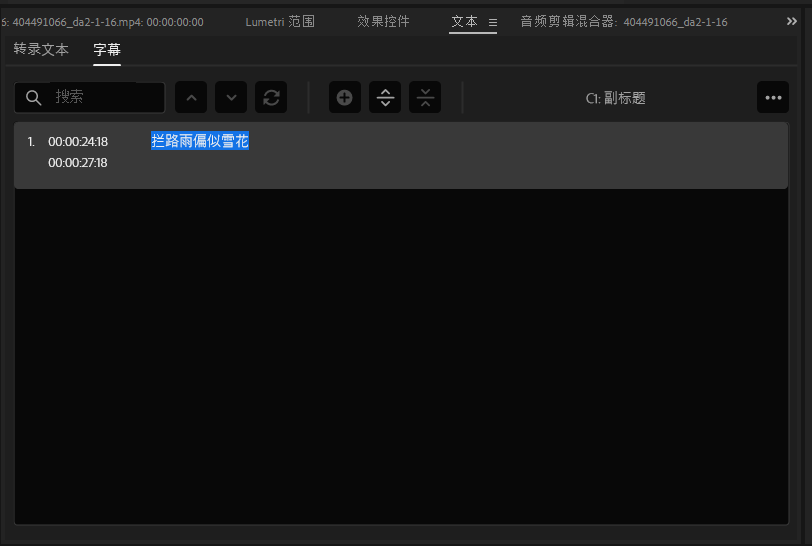 6: 404491066_da2-1-16.mp4: 00:00:00:00 Lumetri 范围 效果控件 文本 音频剪辑混合器: 404491066_da2-1-16
转录文本 字幕
搜索 C1: 副标题
1. 00:00:24:18 拦路雨偏似雪花
00:00:27:18